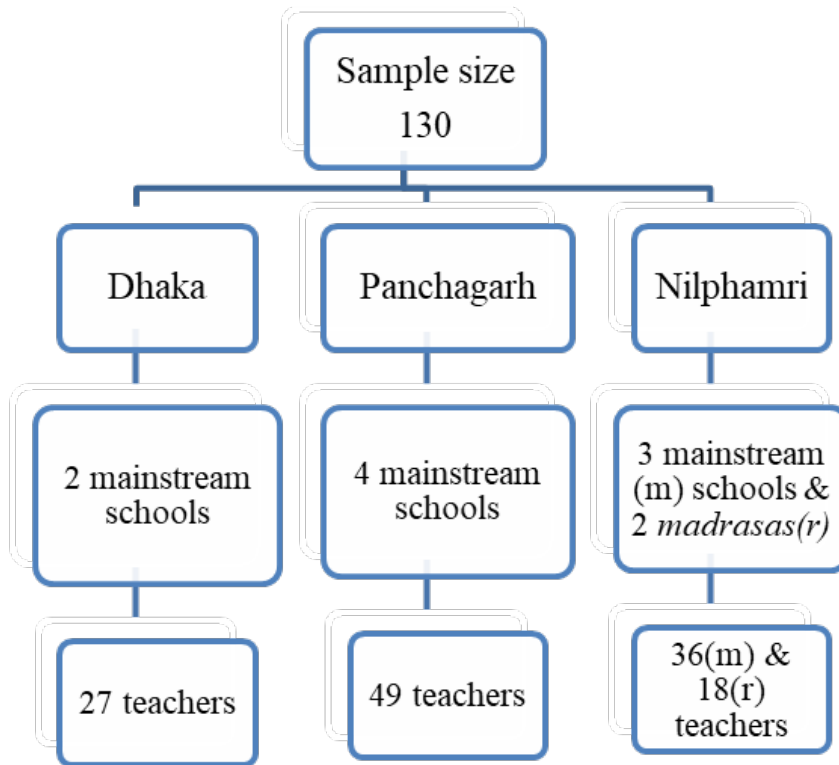 Sample size
130
Dhaka
Panchagarh
Nilphamri
2 mainstream
schools
4 mainstream
schools
3 mainstream
(m) schools &
2 madrasas(r)
27 teachers
49 teachers
36(m) &
18(r)
teachers